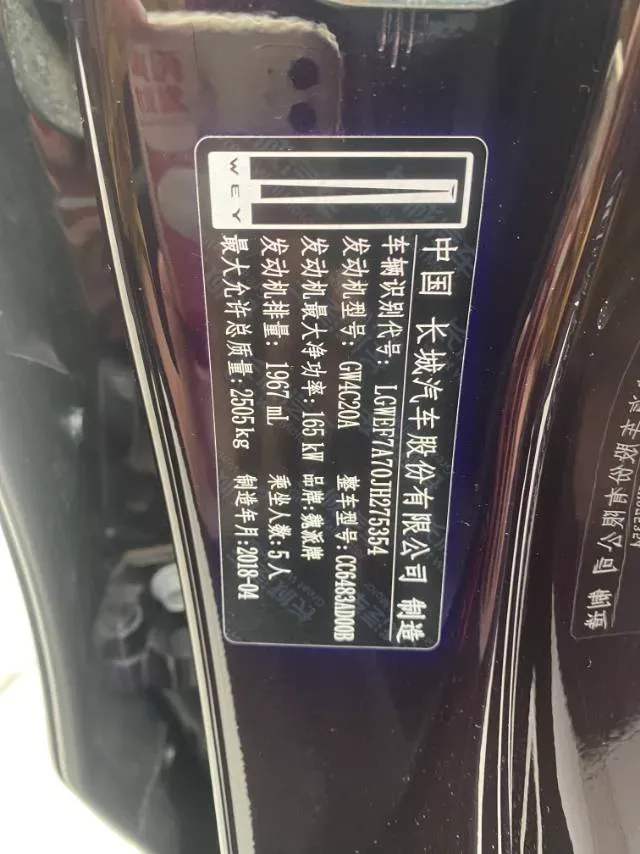 WEY
中国 长城汽车股份有限公司 制造
车辆识别代号: LGWEF7A70JH275354
发动机型号: GW4C20A 整车型号: CC6483AD00B
发动机最大净功率: 165 kW 品牌: 魏派牌
发动机排量: 1967 mL 乘坐人数: 5人
最大允许总质量: 2505kg 制造年月: 2018-04